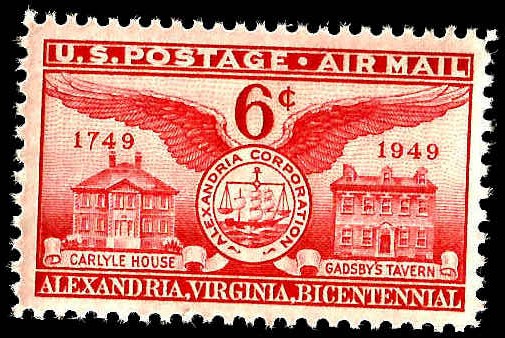 U.S. POSTAGE • AIR MAIL
6¢
1749
1949
ALEXANDRIA CORPORATION
CARLYLE HOUSE
GADSBY'S TAVERN
ALEXANDRIA, VIRGINIA, BICENTENNIAL